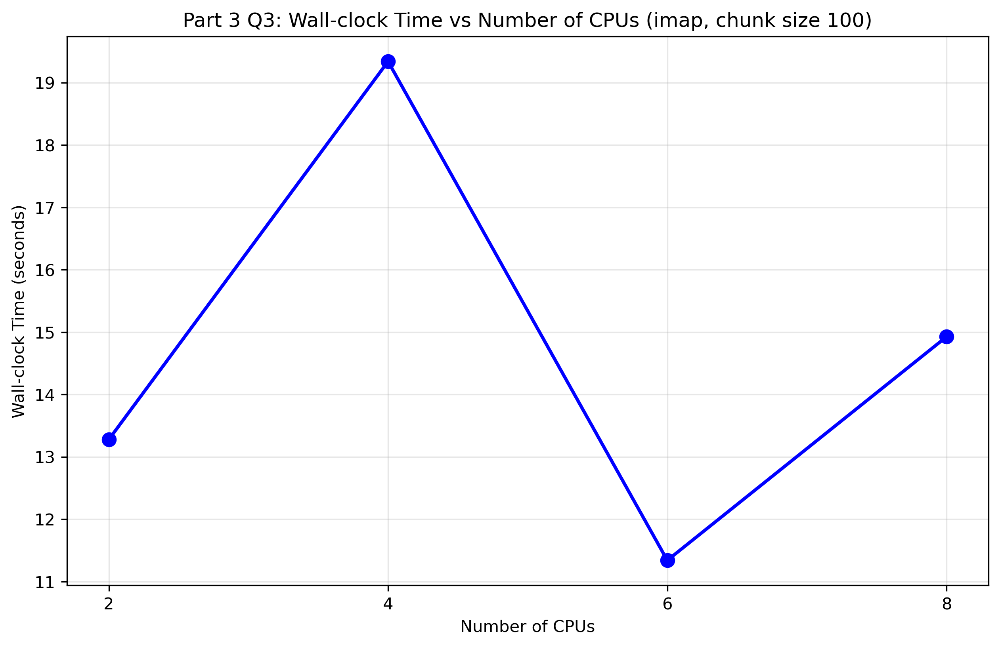 Part 3 Q3: Wall-clock Time vs Number of CPUs (imap, chunk size 100)
Wall-clock Time (seconds)
19
18
17
16
15
14
13
12
11
2 4 6 8
Number of CPUs